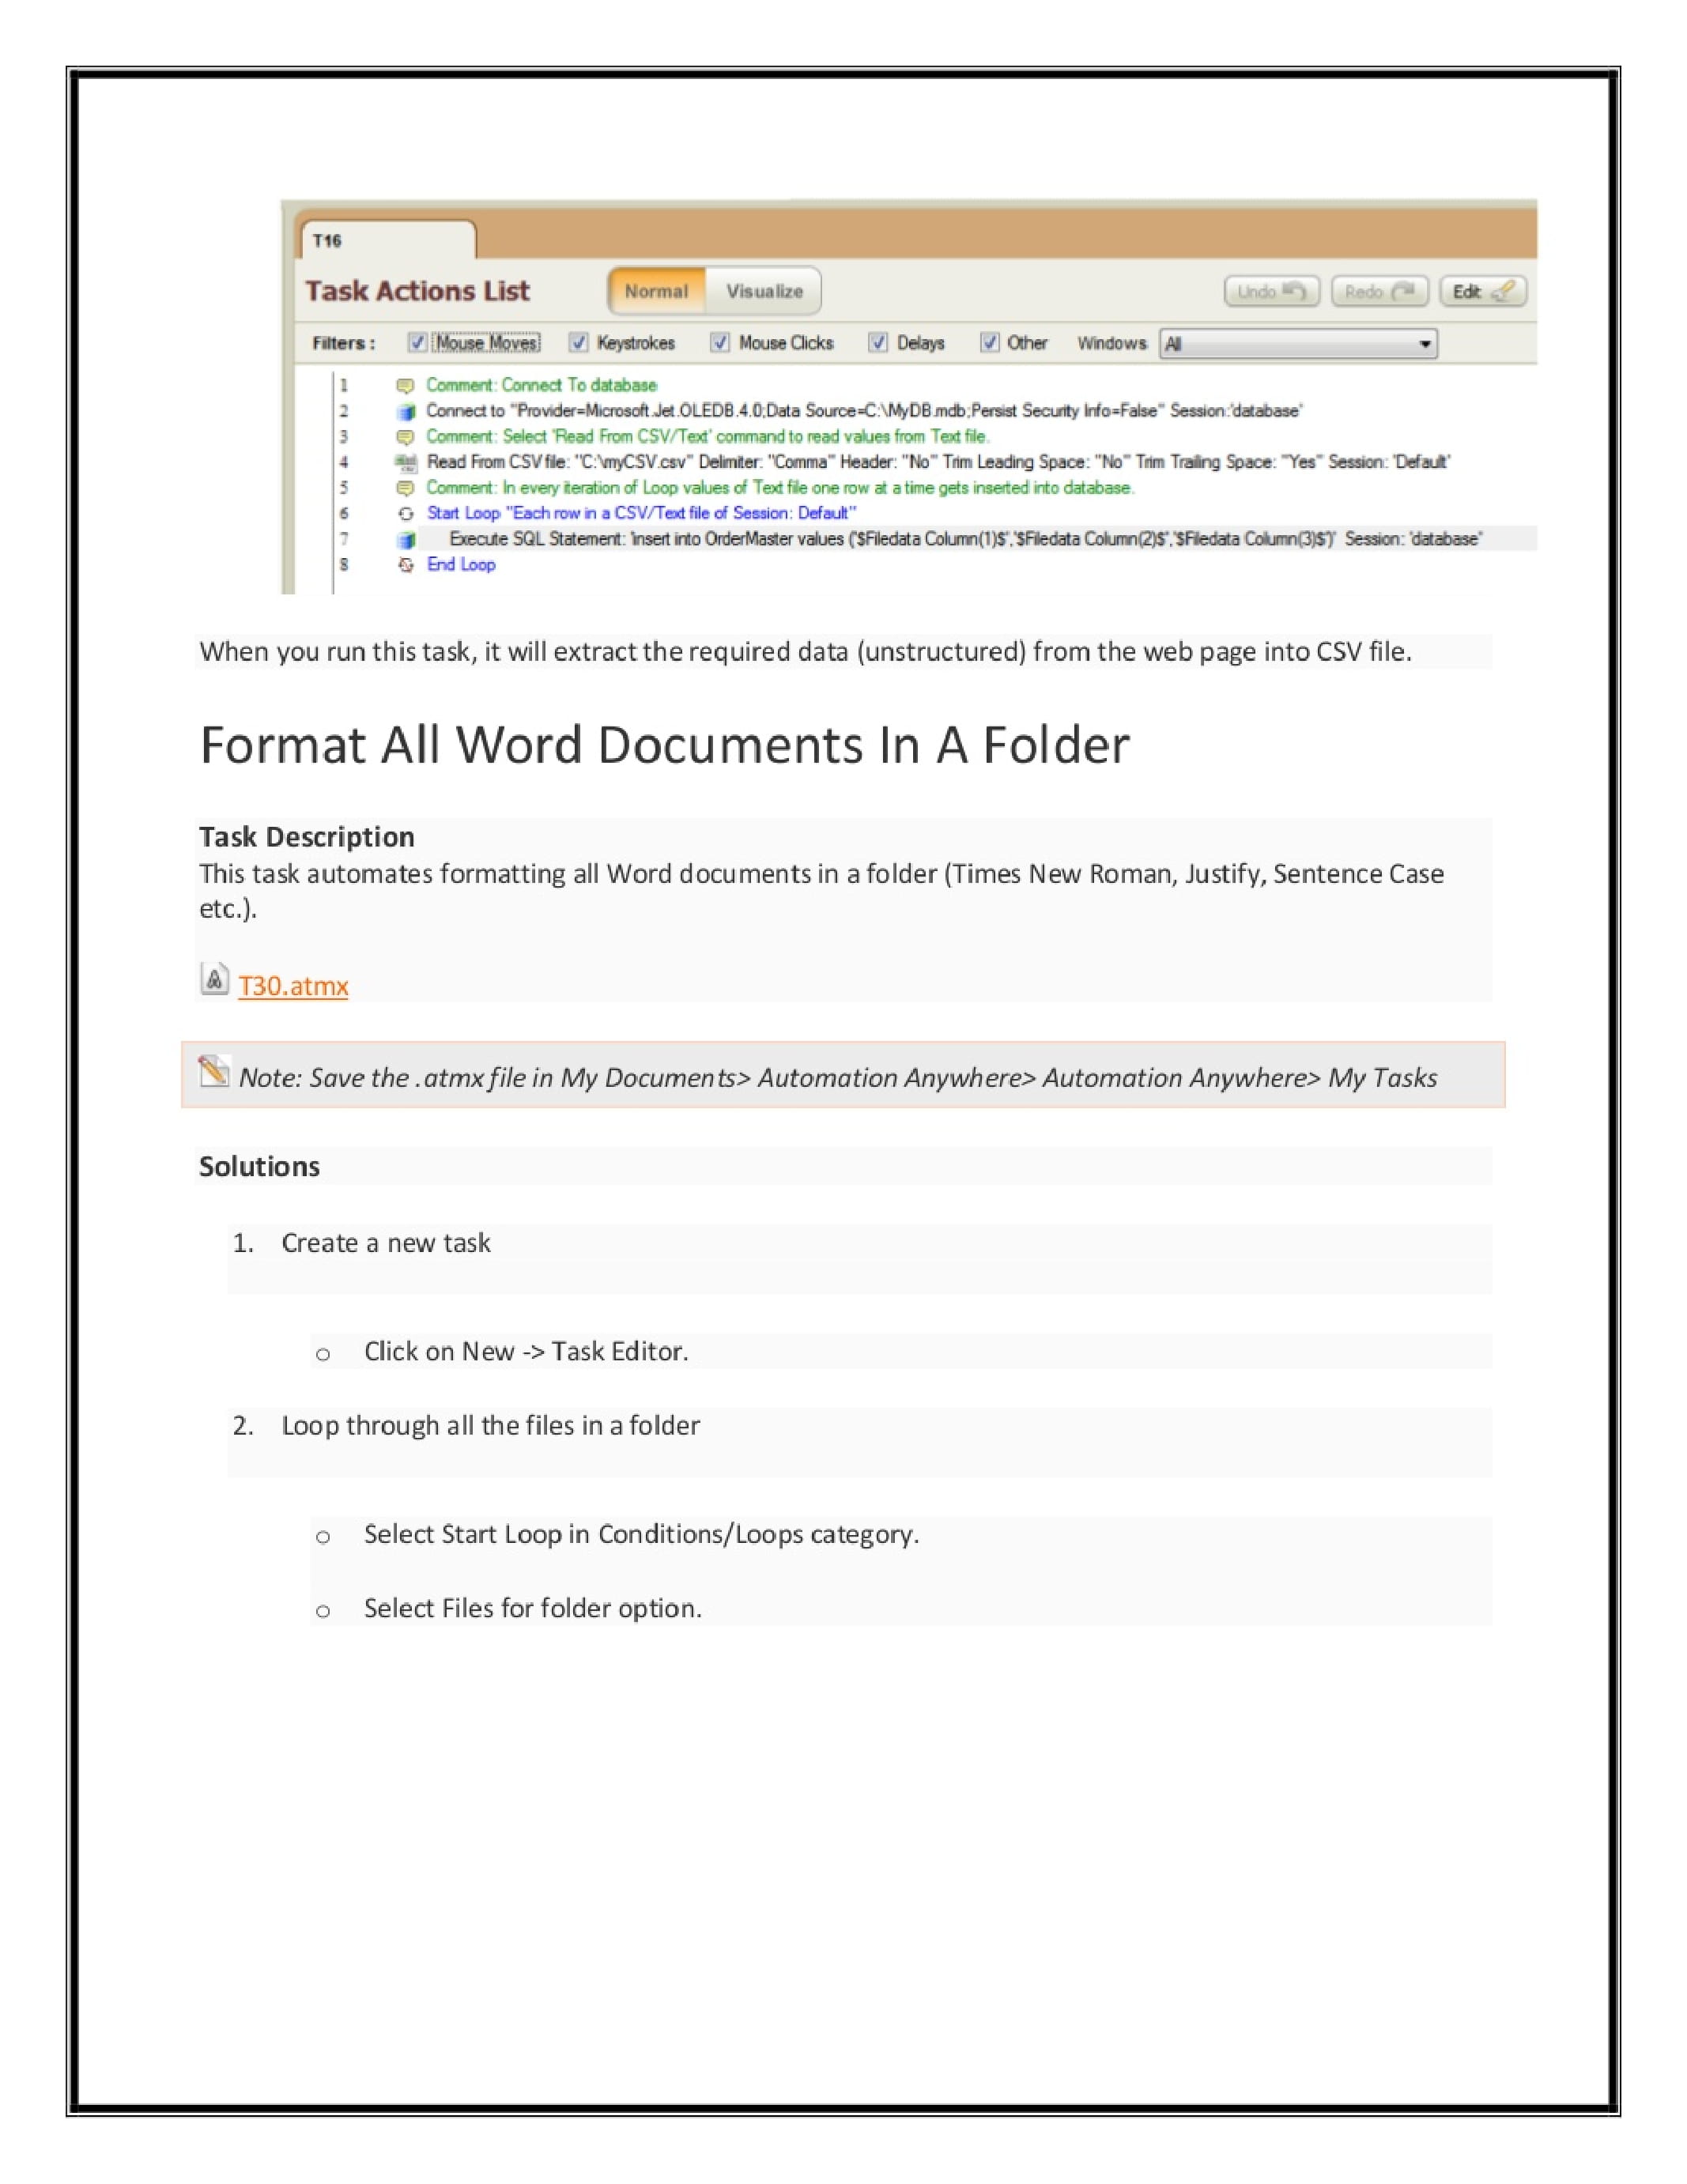 T16
Task Actions List Normal Visualize Undo Redo Edit
Filters : Mouse Moves Keystrokes Mouse Clicks Delays Other Windows All
1 Comment: Connect To database
2 Connect to "Provider=Microsoft.Jet.OLEDB.4.0;Data Source=C:\MyDB.mdb;Persist Security Info=False" Session:'database'
3 Comment: Select 'Read From CSV/Text' command to read values from Text file.
4 Read From CSV file: "C:\myCSV.csv" Delimiter: "Comma" Header: "No" Trim Leading Space: "No" Trim Trailing Space: "Yes" Session: 'Default'
5 Comment: In every iteration of Loop values of Text file one row at a time gets inserted into database.
6 Start Loop "Each row in a CSV/Text file of Session: Default"
7 Execute SQL Statement: 'insert into OrderMaster values ('$Filedata Column(1)$','$Filedata Column(2)$','$Filedata Column(3)$')' Session: 'database'
8 End Loop
When you run this task, it will extract the required data (unstructured) from the web page into CSV file.
Format All Word Documents In A Folder
Task Description
This task automates formatting all Word documents in a folder (Times New Roman, Justify, Sentence Case
etc.).
T30.atmx
Note: Save the .atmx file in My Documents> Automation Anywhere> Automation Anywhere> My Tasks
Solutions
1. Create a new task
o Click on New -> Task Editor.
2. Loop through all the files in a folder
o Select Start Loop in Conditions/Loops category.
o Select Files for folder option.